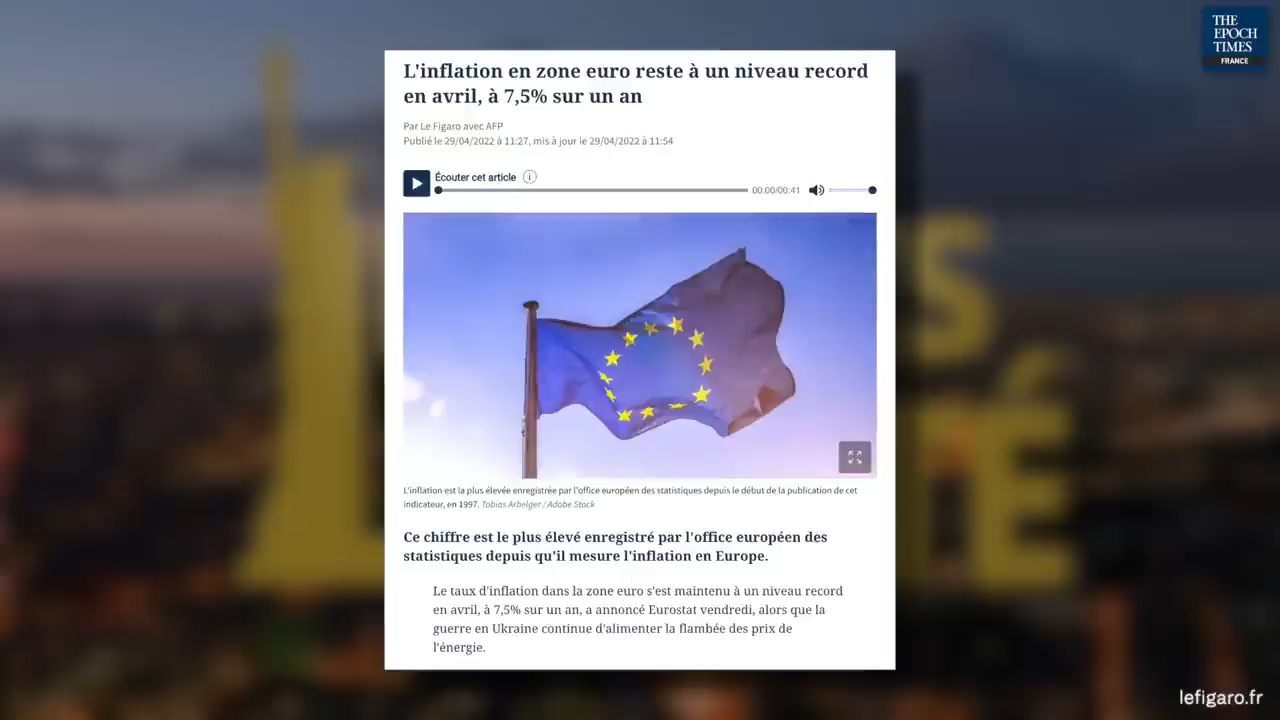 THE
EPOCH
TIMES
FRANCE
L'inflation en zone euro reste à un niveau record
en avril, à 7,5% sur un an
Par Le Figaro avec AFP
Publié le 29/04/2022 à 11:27, mis à jour le 29/04/2022 à 11:54
Écouter cet article
00:00/00:41
L'inflation est la plus élevée enregistrée par l'office européen des statistiques depuis le début de la publication de cet
indicateur, en 1997. Tobias Arhelger / Adobe Stock
Ce chiffre est le plus élevé enregistré par l'office européen des
statistiques depuis qu'il mesure l'inflation en Europe.
Le taux d'inflation dans la zone euro s'est maintenu à un niveau record
en avril, à 7,5% sur un an, a annoncé Eurostat vendredi, alors que la
guerre en Ukraine continue d'alimenter la flambée des prix de
l'énergie.
lefigaro.fr